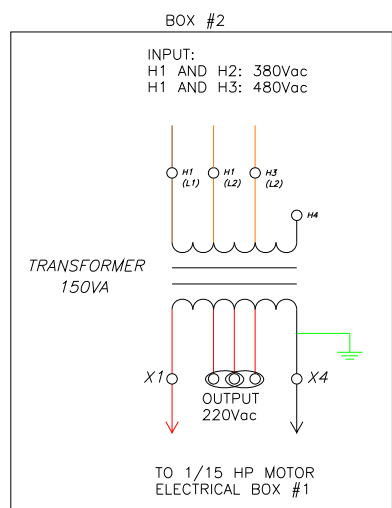 BOX #2
INPUT:
H1 AND H2: 380Vac
H1 AND H3: 480Vac
H1
(L1)
H1
(L2)
H3
(L2)
H4
TRANSFORMER
150VA
X1
X4
OUTPUT
220Vac
TO 1/15 HP MOTOR
ELECTRICAL BOX #1